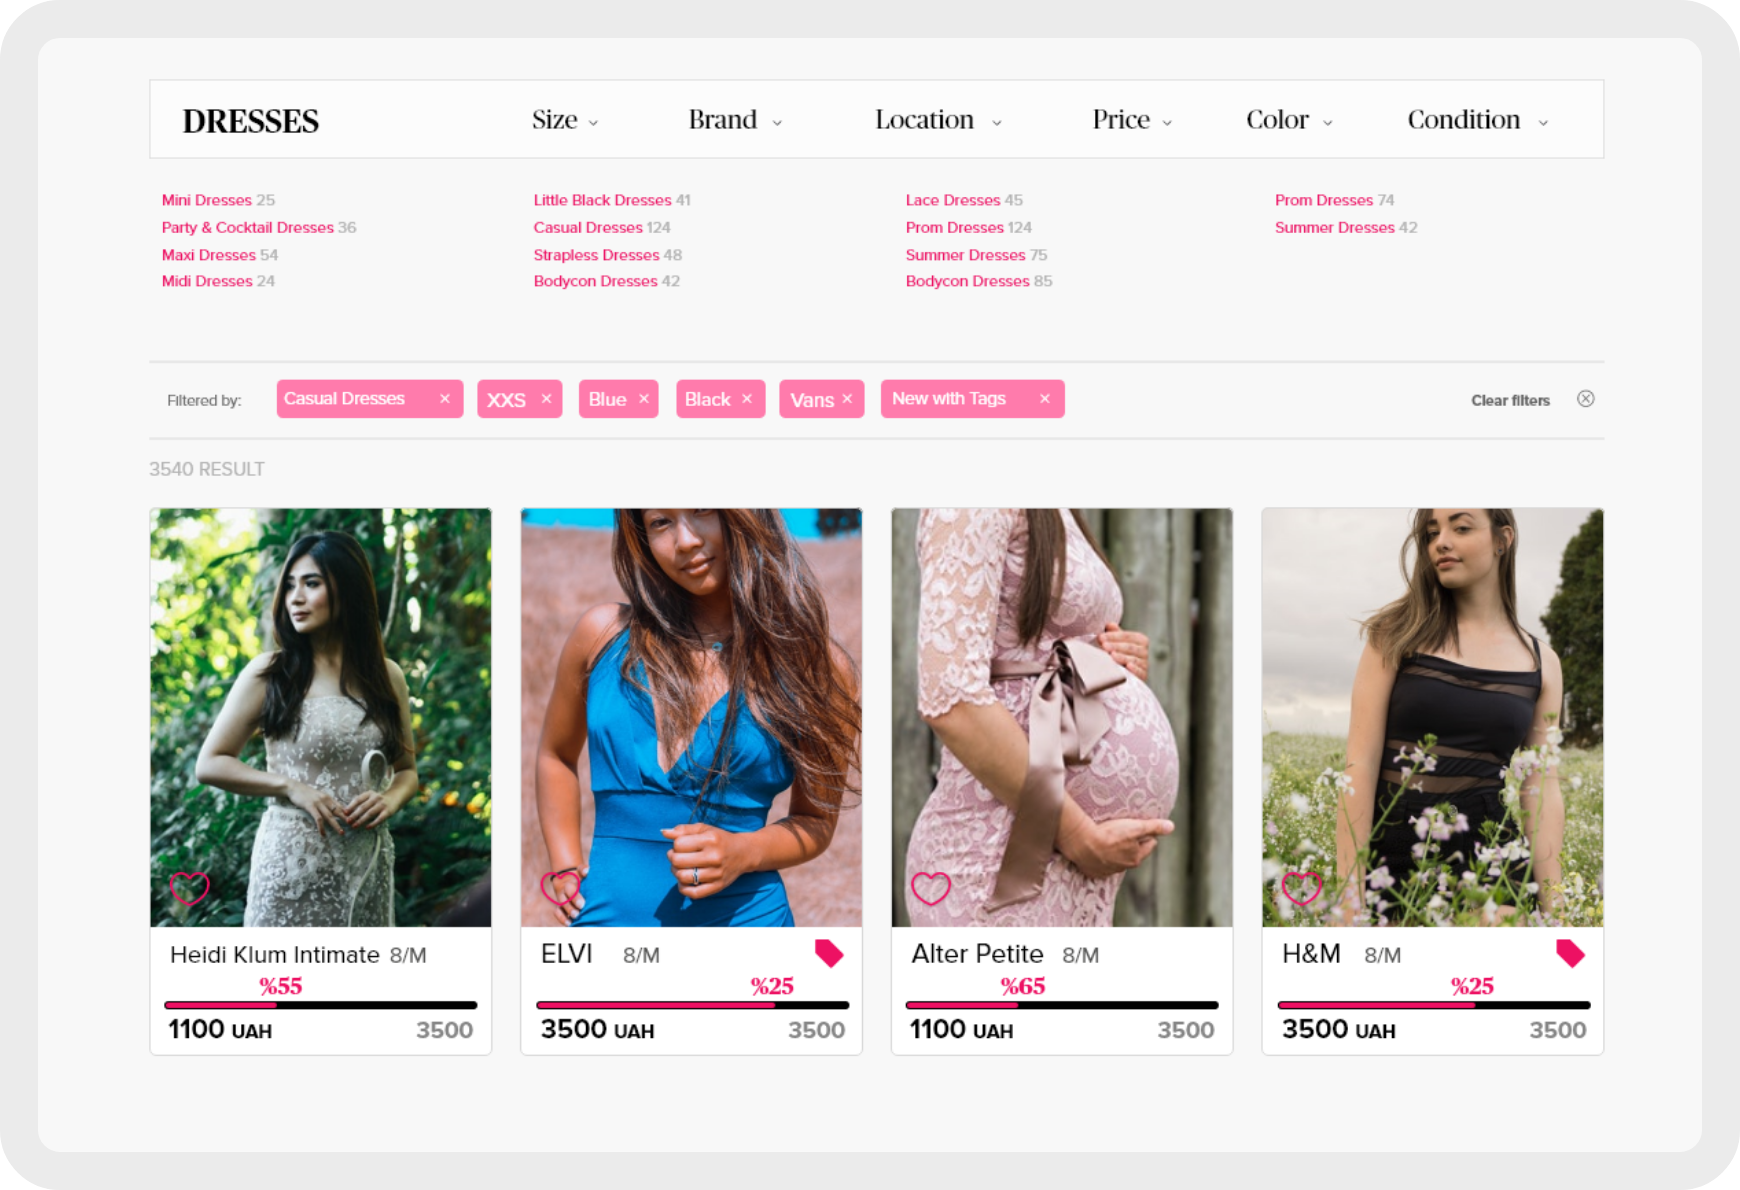 DRESSES Size Brand Location Price Color Condition
Mini Dresses 25
Party & Cocktail Dresses 36
Maxi Dresses 54
Midi Dresses 24
Little Black Dresses 41
Casual Dresses 124
Strapless Dresses 48
Bodycon Dresses 42
Lace Dresses 45
Prom Dresses 124
Summer Dresses 75
Bodycon Dresses 85
Prom Dresses 74
Summer Dresses 42
Filtered by: Casual Dresses × XXS × Blue × Black × Vans × New with Tags × Clear filters
3540 RESULT
Heidi Klum Intimate 8/M
%55
1100 UAH 3500
ELVI 8/M
%25
3500 UAH 3500
Alter Petite 8/M
%65
1100 UAH 3500
H&M 8/M
%25
3500 UAH 3500